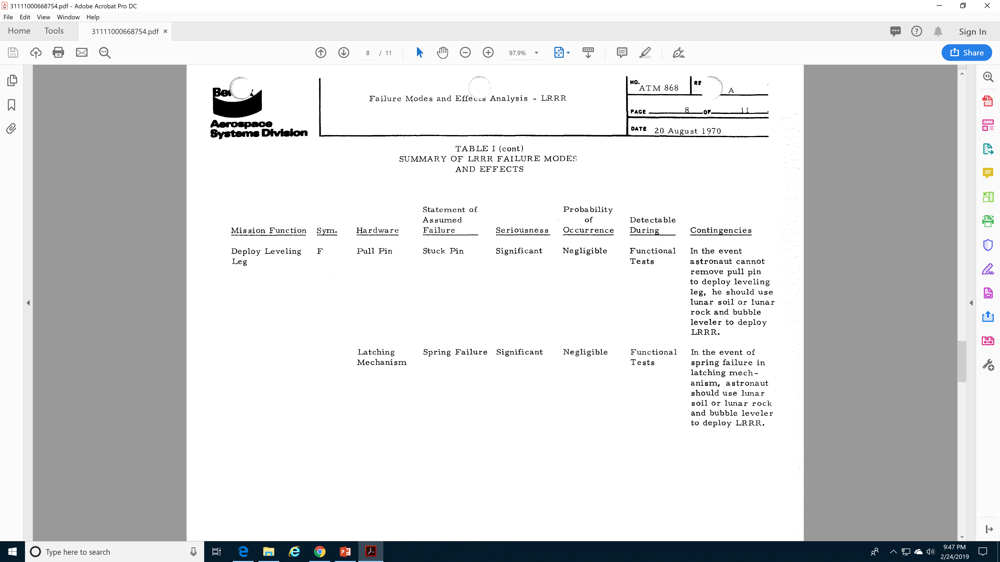 31111000668754.pdf - Adobe Acrobat Pro DC
File Edit View Window Help
Home Tools 31111000668754.pdf × Sign In
8 / 11 97.9% Share
Aerospace
Systems Division
Failure Modes and Effects Analysis - LRRR
NO. ATM 868 RE A
PAGE 8 OF 11
DATE 20 August 1970
TABLE I (cont)
SUMMARY OF LRRR FAILURE MODES
AND EFFECTS
Mission Function
Sym.
Hardware
Statement of
Assumed
Failure
Seriousness
Probability
of
Occurrence
Detectable
During
Contingencies
Deploy Leveling
Leg
F
Pull Pin
Stuck Pin
Significant
Negligible
Functional
Tests
In the event
astronaut cannot
remove pull pin
to deploy leveling
leg, he should use
lunar soil or lunar
rock and bubble
leveler to deploy
LRRR.
Latching
Mechanism
Spring Failure
Significant
Negligible
Functional
Tests
In the event of
spring failure in
latching mech-
anism, astronaut
should use lunar
soil or lunar rock
and bubble leveler
to deploy LRRR.
Type here to search
9:47 PM
2/24/2019